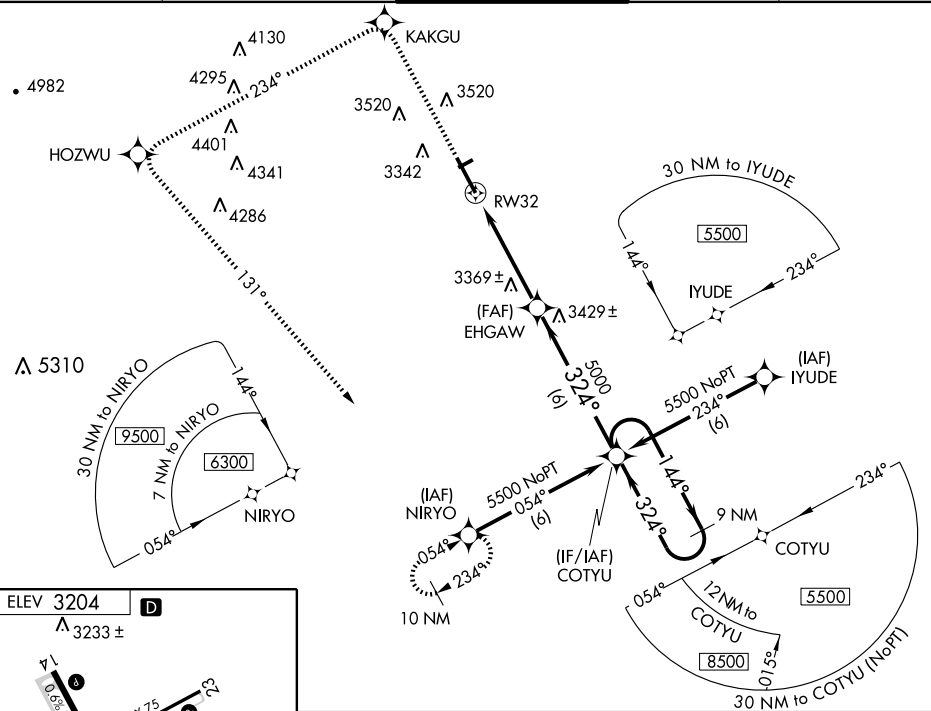 4130
KAKGU
4982
4295
234°
3520
3520
4401
HOZWU
4341
3342
30 NM to IYUDE
4286
RW32
5500
144°
234°
131°
3369 ±
IYUDE
(FAF)
EHGAW
3429 ±
5310
30 NM to NIRYO
144°
5000
324°
(6)
(IAF)
IYUDE
5500 NoPT
234°
(6)
9500
7 NM to NIRYO
6300
(IAF)
NIRYO
5500 NoPT
054°
(6)
144°
324°
234°
NIRYO
9 NM
054°
054°
234°
(IF/IAF)
COTYU
COTYU
10 NM
054°
12 NM to
COTYU
5500
ELEV 3204
D
3233 ±
8500
015°
30 NM to COTYU (NoPT)
14
P
0.6%
23